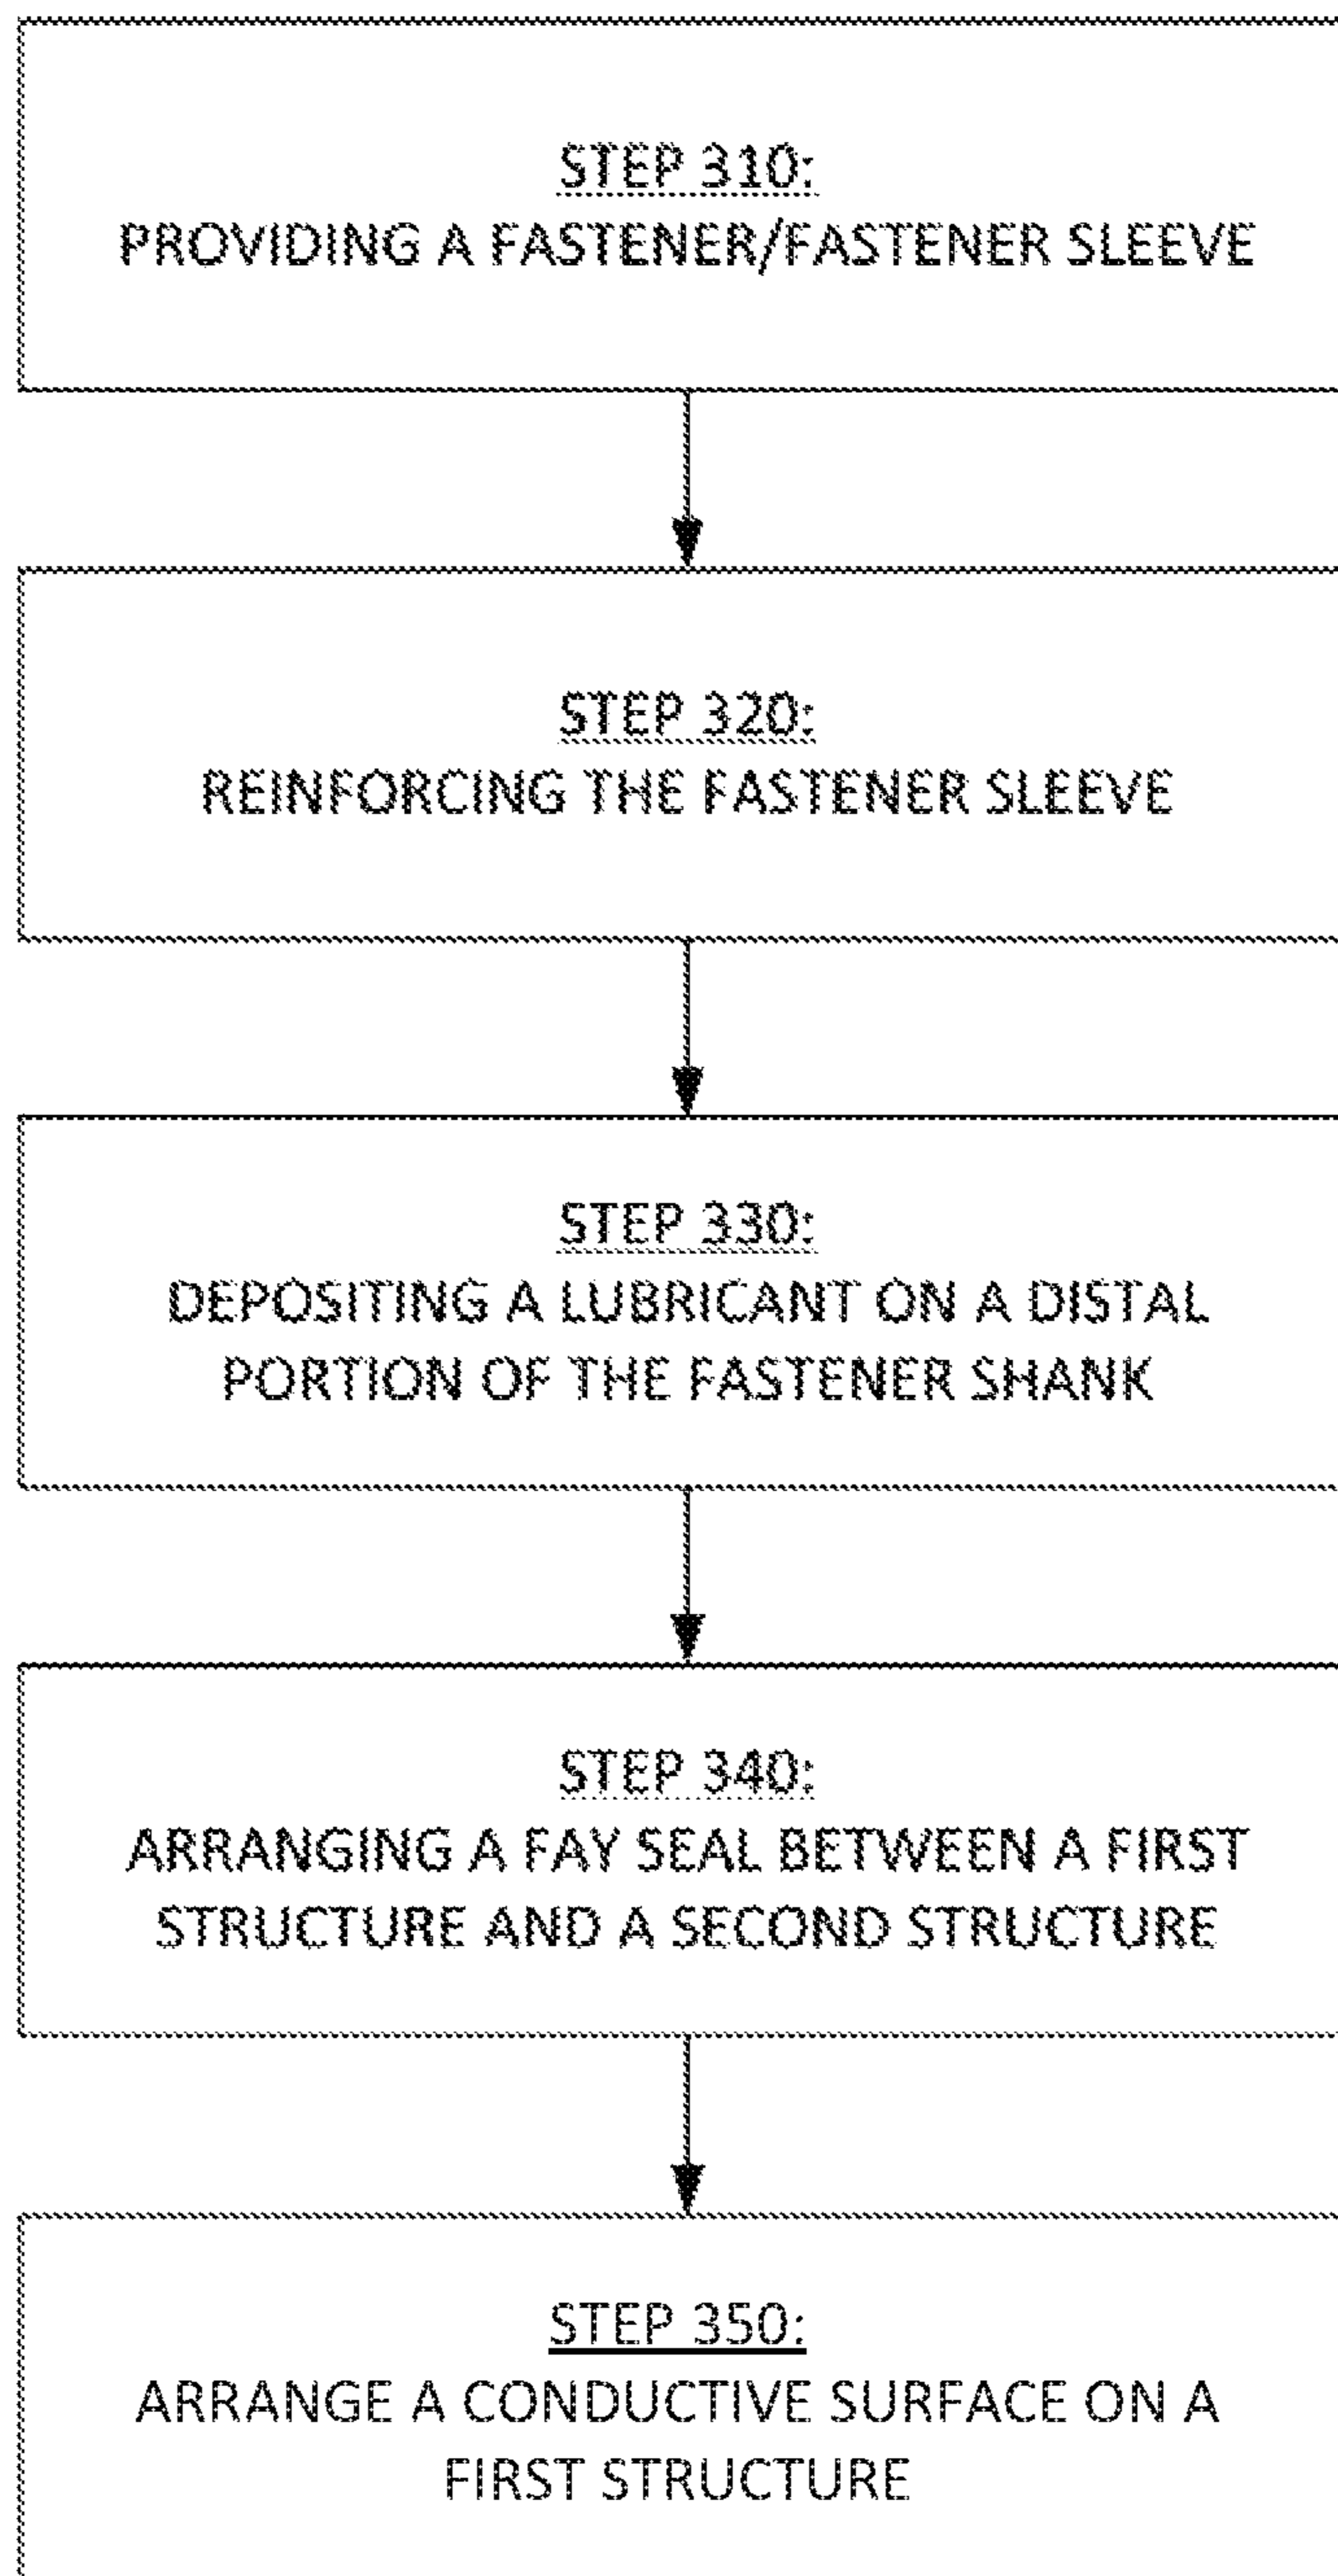 STEP 310:
PROVIDING A FASTENER/FASTENER SLEEVE
STEP 320:
REINFORCING THE FASTENER SLEEVE
STEP 330:
DEPOSITING A LUBRICANT ON A DISTAL
PORTION OF THE FASTENER SHANK
STEP 340:
ARRANGING A FAY SEAL BETWEEN A FIRST
STRUCTURE AND A SECOND STRUCTURE
STEP 350:
ARRANGE A CONDUCTIVE SURFACE ON A
FIRST STRUCTURE